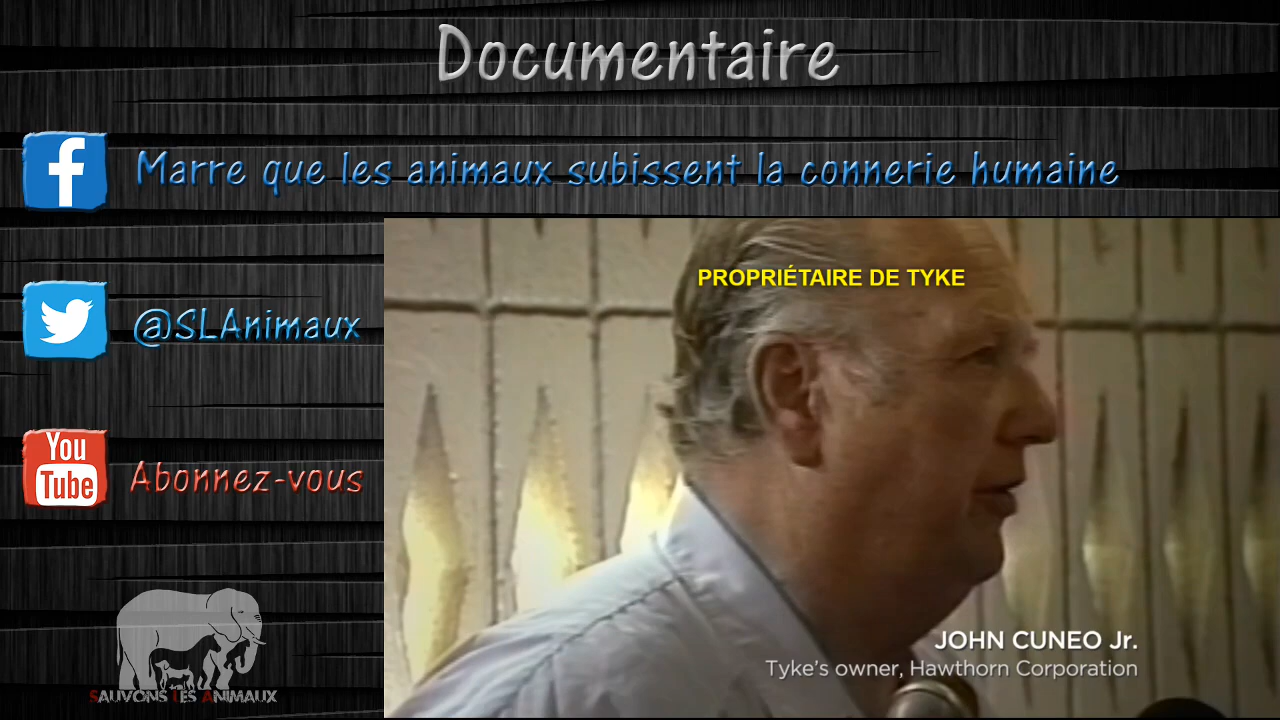 Documentaire
f
Marre que les animaux subissent la connerie humaine
PROPRIÉTAIRE DE TYKE
@SLAnimaux
You
Tube
Abonnez-vous
JOHN CUNEO Jr.
Tyke's owner, Hawthorn Corporation
SAUVONS LES ANIMAUX